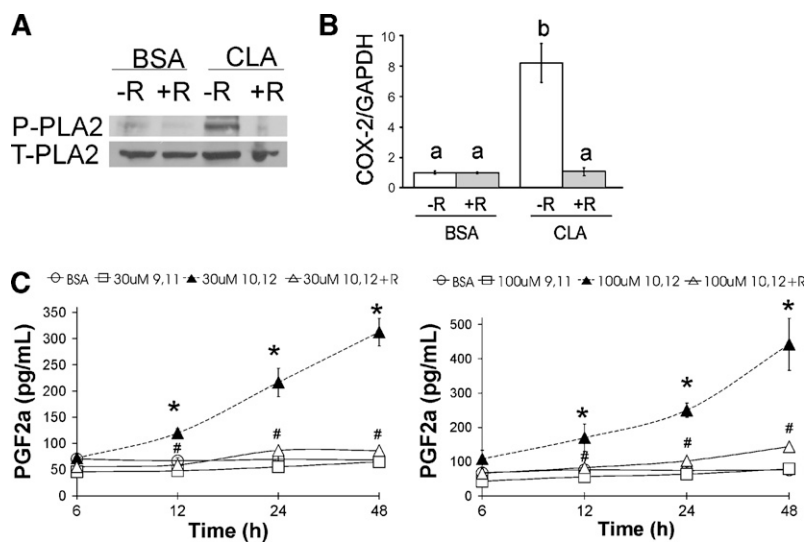 A
BSA CLA
-R +R -R +R
P-PLA2
T-PLA2
B
COX-2/GAPDH
10
8
6
4
2
0
a a b a
-R +R -R +R
BSA CLA
C
BSA 30uM 9,11 30uM 10,12 30uM 10,12+R
PGF2a (pg/mL)
350
300
250
200
150
100
50
0
* * *
# # #
6 12 24 48
Time (h)
BSA 100uM 9,11 100uM 10,12 100uM 10,12+R
PGF2a (pg/mL)
500
400
300
200
100
0
* * *
# # #
6 12 24 48
Time (h)